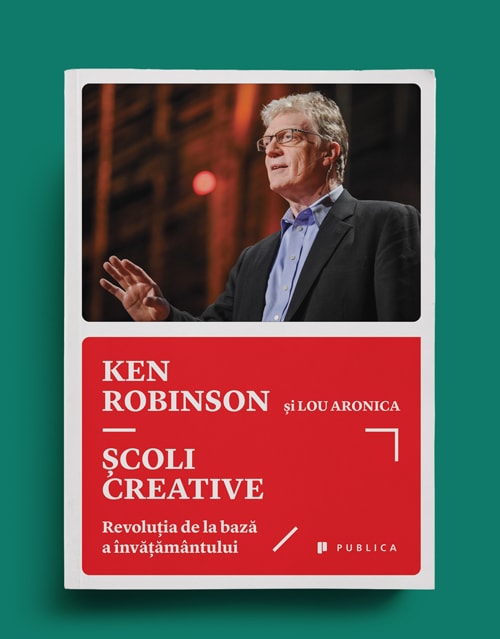 KEN
ROBINSON și LOU ARONICA
ȘCOLI
CREATIVE
Revoluția de la bază
a învățământului
PUBLICA